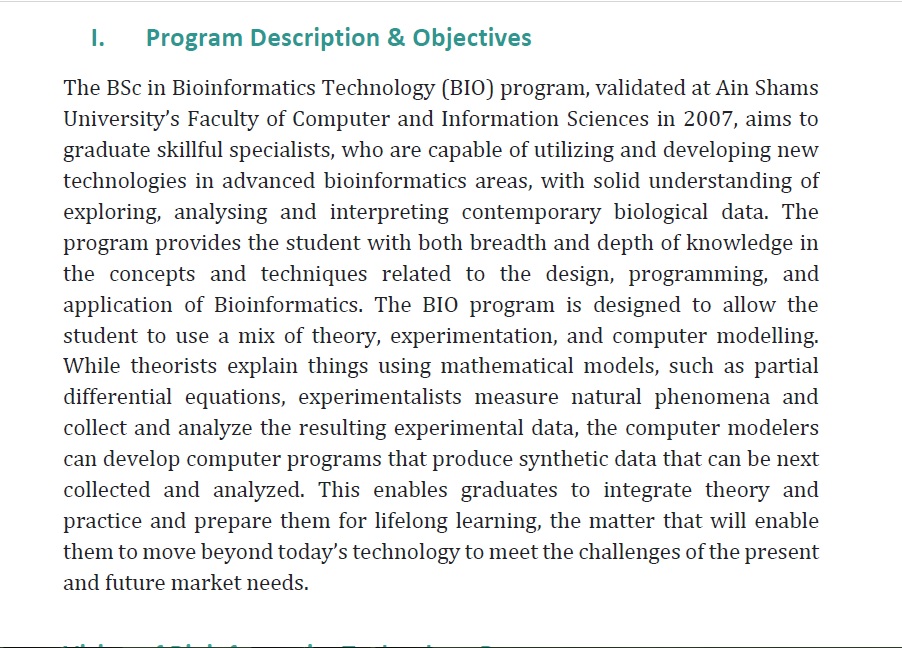 I. Program Description & Objectives
The BSc in Bioinformatics Technology (BIO) program, validated at Ain Shams
University’s Faculty of Computer and Information Sciences in 2007, aims to
graduate skillful specialists, who are capable of utilizing and developing new
technologies in advanced bioinformatics areas, with solid understanding of
exploring, analysing and interpreting contemporary biological data. The
program provides the student with both breadth and depth of knowledge in
the concepts and techniques related to the design, programming, and
application of Bioinformatics. The BIO program is designed to allow the
student to use a mix of theory, experimentation, and computer modelling.
While theorists explain things using mathematical models, such as partial
differential equations, experimentalists measure natural phenomena and
collect and analyze the resulting experimental data, the computer modelers
can develop computer programs that produce synthetic data that can be next
collected and analyzed. This enables graduates to integrate theory and
practice and prepare them for lifelong learning, the matter that will enable
them to move beyond today’s technology to meet the challenges of the present
and future market needs.